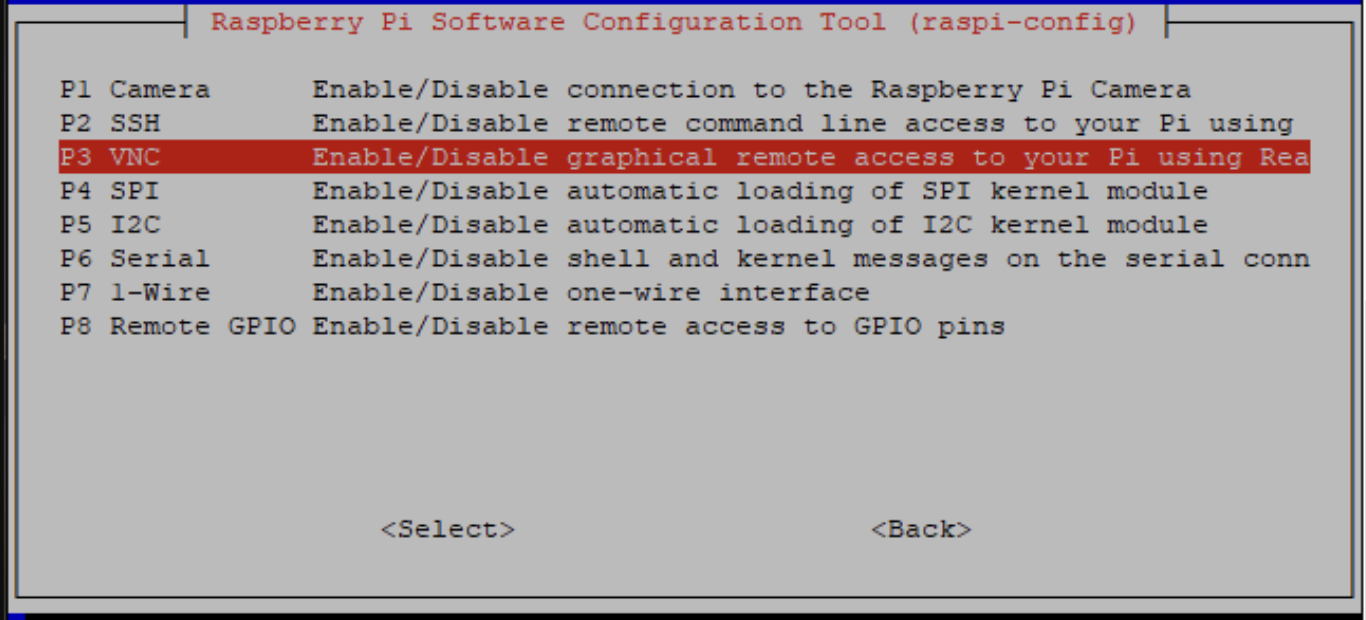 Raspberry Pi Software Configuration Tool (raspi-config)
P1 Camera Enable/Disable connection to the Raspberry Pi Camera
P2 SSH Enable/Disable remote command line access to your Pi using
P3 VNC Enable/Disable graphical remote access to your Pi using Rea
P4 SPI Enable/Disable automatic loading of SPI kernel module
P5 I2C Enable/Disable automatic loading of I2C kernel module
P6 Serial Enable/Disable shell and kernel messages on the serial conn
P7 1-Wire Enable/Disable one-wire interface
P8 Remote GPIO Enable/Disable remote access to GPIO pins
<Select> <Back>